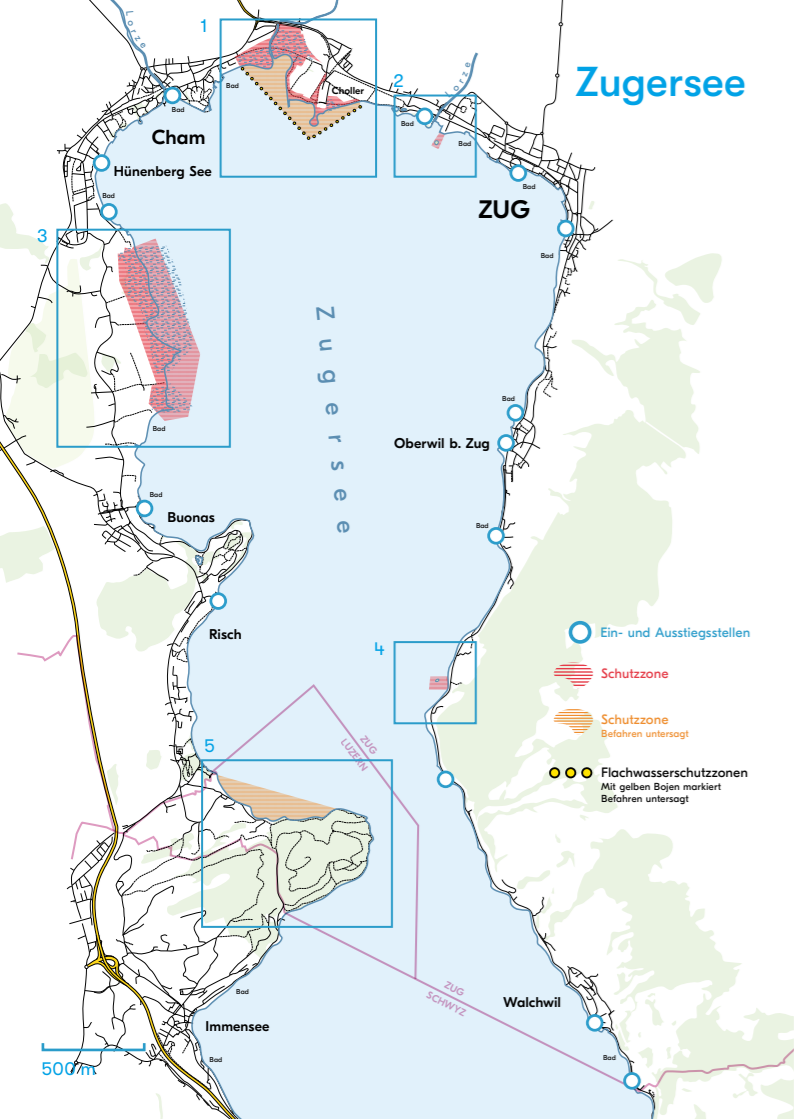 Zugersee
1
Lorze
Bad
Choller
2
Lorze
Bad
Bad
Bad
Cham
Hünenberg See
Bad
Bad
ZUG
Bad
3
Zugersee
Bad
Oberwil b. Zug
Bad
Bad
Buonas
Bad
Risch
4
Ein- und Ausstiegsstellen
Schutzzone
Schutzzone
Befahren untersagt
Flachwasserschutzzonen
Mit gelben Bojen markiert
Befahren untersagt
5
ZUG
LUZERN
ZUG
SCHWYZ
Walchwil
Bad
Immensee
Bad
Bad
500 m